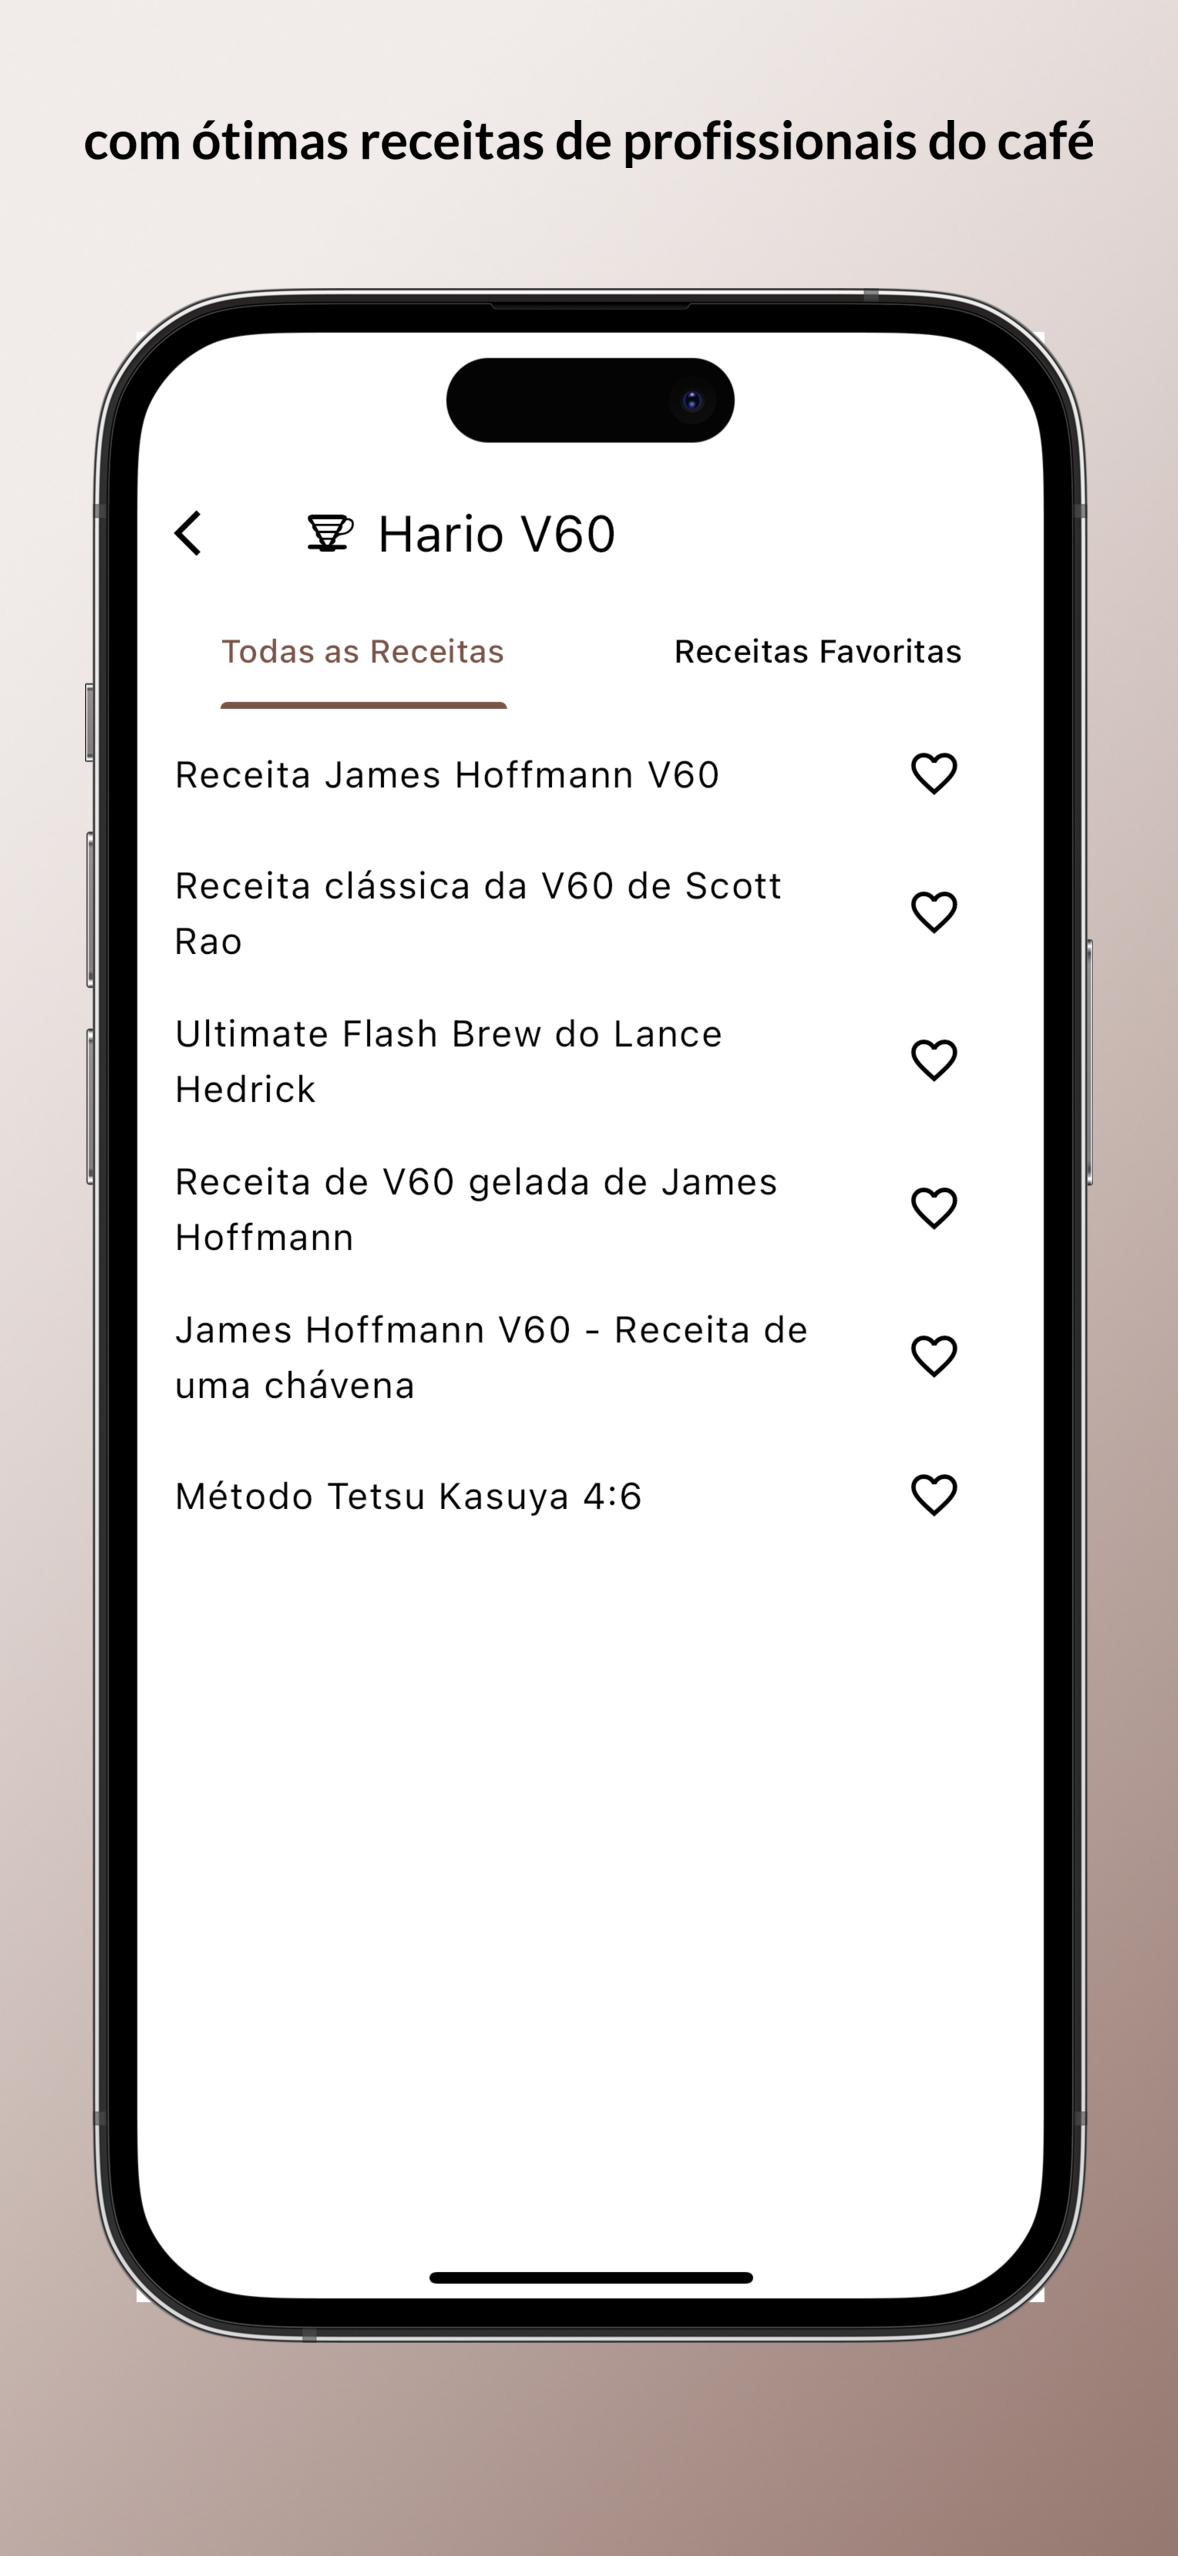 com ótimas receitas de profissionais do café
Hario V60
Todas as Receitas
Receitas Favoritas
Receita James Hoffmann V60
Receita clássica da V60 de Scott
Rao
Ultimate Flash Brew do Lance
Hedrick
Receita de V60 gelada de James
Hoffmann
James Hoffmann V60 - Receita de
uma chávena
Método Tetsu Kasuya 4:6